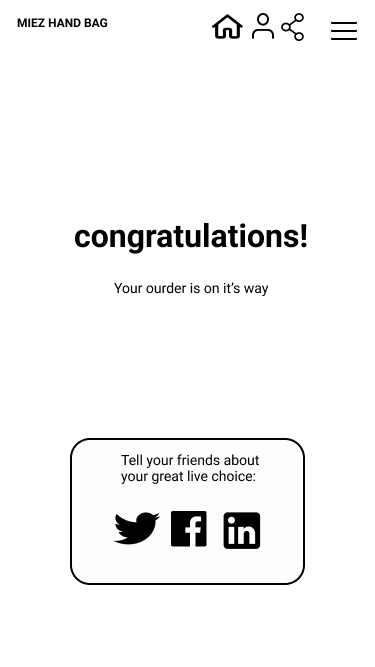 MIEZ HAND BAG
congratulations!
Your ourder is on it's way
Tell your friends about
your great live choice: